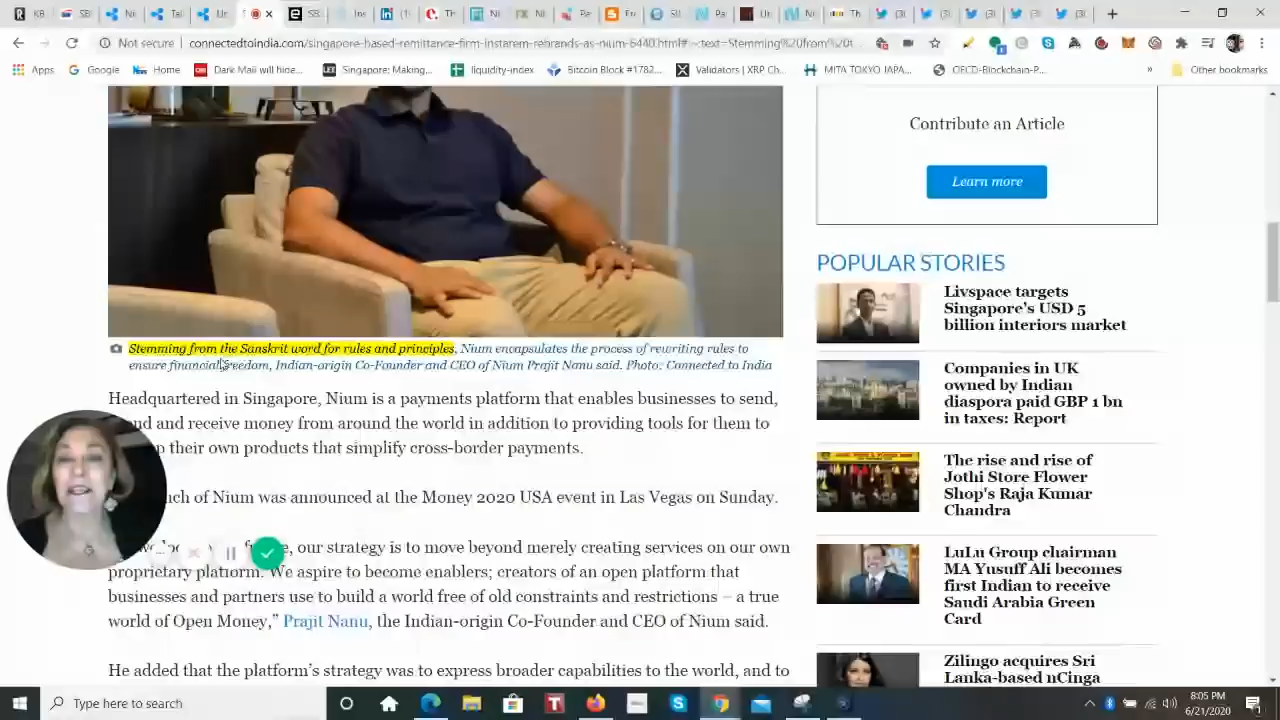 Not secure
connectedtoindia.com/singapore-headquartered-payments-firm-instarem-rebrands-as-nium-6440.html#:~:text=Stemming%20from%20t
Apps
Google
Home
Dark Mail will hide...
Singapore: Making...
liquidity-index
Bitcoin Block #1782...
Validators | XRP Ch...
MITA TOKYO JAPA...
OECD-Blockchain-P...
»
Other bookmarks
Stemming from the Sanskrit word for rules and principles, Nium encapsulates the process of rewriting rules to
ensure financial freedom, Indian-origin Co-Founder and CEO of Nium Prajit Nanu said. Photo: Connected to India
Headquartered in Singapore, Nium is a payments platform that enables businesses to send,
and receive money from around the world in addition to providing tools for them to
their own products that simplify cross-border payments.
of Nium was announced at the Money 2020 USA event in Las Vegas on Sunday.
our strategy is to move beyond merely creating services on our own
proprietary platform. We aspire to become enablers; creators of an open platform that
businesses and partners use to build a world free of old constraints and restrictions – a true
world of Open Money,” Prajit Nanu, the Indian-origin Co-Founder and CEO of Nium said.
He added that the platform's strategy was to express broader capabilities to the world, and to
Contribute an Article
Learn more
POPULAR STORIES
Livspace targets
Singapore's USD 5
billion interiors market
Companies in UK
owned by Indian
diaspora paid GBP 1 bn
in taxes: Report
The rise and rise of
Jothi Store Flower
Shop's Raja Kumar
Chandra
LuLu Group chairman
MA Yusuff Ali becomes
first Indian to receive
Saudi Arabia Green
Card
Zilingo acquires Sri
Lanka-based nCinga
Type here to search
8:05 PM
6/21/2020